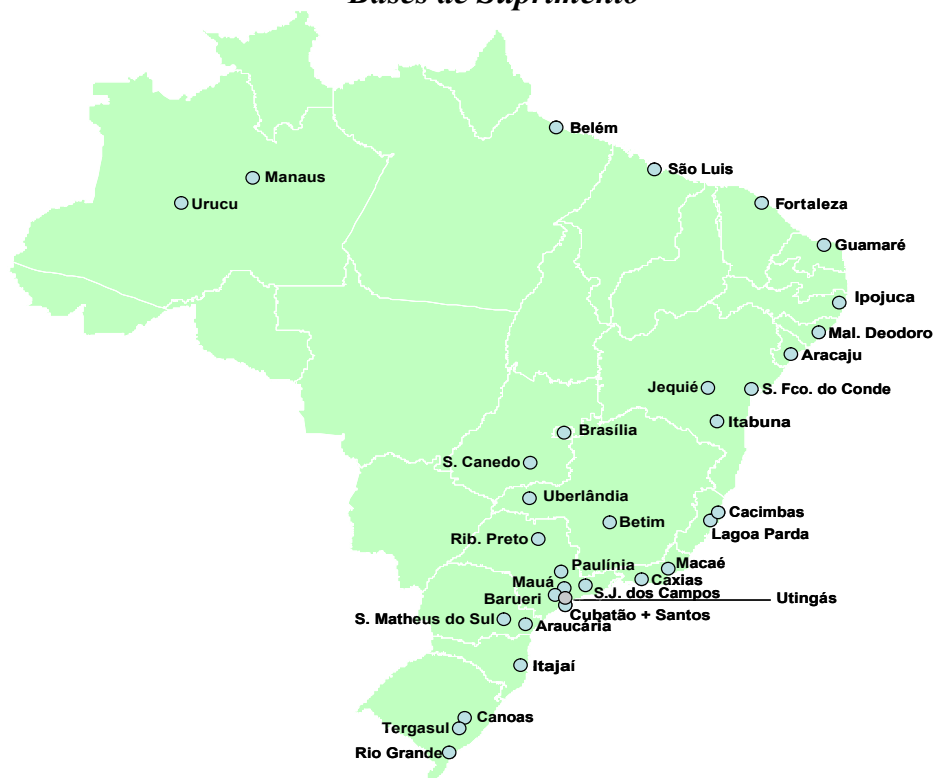 Bases de Suprimento
Belém
São Luis
Manaus
Urucu
Fortaleza
Guamaré
Ipojuca
Mal. Deodoro
Aracaju
Jequié
S. Fco. do Conde
Itabuna
Brasília
S. Canedo
Uberlândia
Betim
Cacimbas
Lagoa Parda
Rib. Preto
Paulínia
Macaé
Mauá
Caxias
S.J. dos Campos
Barueri
Utingás
Cubatão + Santos
S. Matheus do Sul
Araucária
Itajaí
Canoas
Tergasul
Rio Grande